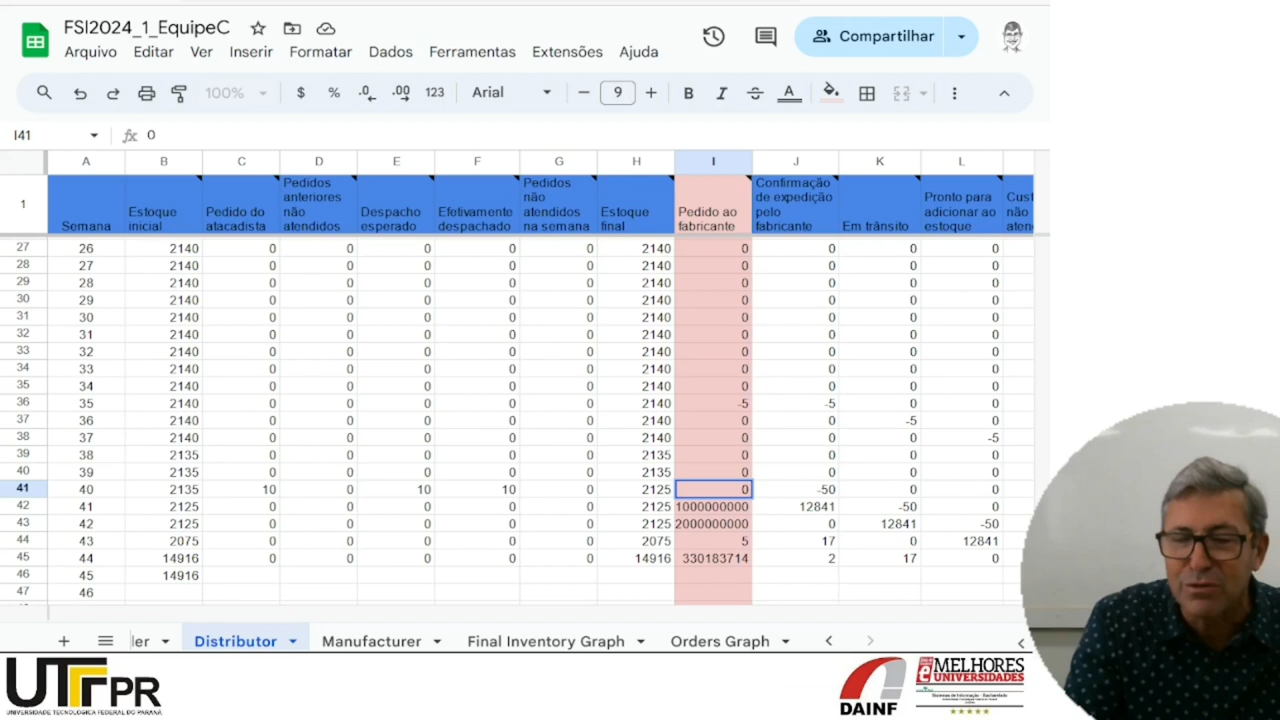 FSI2024_1_EquipeC
Arquivo Editar Ver Inserir Formatar Dados Ferramentas Extensões Ajuda
Compartilhar
100% $ % .0 .00 123 Arial 9 B I S A
I41 fx 0
A B C D E F G H I J K L
1 Semana Estoque inicial Pedido do atacadista Pedidos anteriores não atendidos Despacho esperado Efetivamente despachado Pedidos não atendidos na semana Estoque final Pedido ao fabricante Confirmação de expedição pelo fabricante Em trânsito Pronto para adicionar ao estoque não
27 26 2140 0 0 0 0 0 2140 0 0 0 0
28 27 2140 0 0 0 0 0 2140 0 0 0 0
29 28 2140 0 0 0 0 0 2140 0 0 0 0
30 29 2140 0 0 0 0 0 2140 0 0 0 0
31 30 2140 0 0 0 0 0 2140 0 0 0 0
32 31 2140 0 0 0 0 0 2140 0 0 0 0
33 32 2140 0 0 0 0 0 2140 0 0 0 0
34 33 2140 0 0 0 0 0 2140 0 0 0 0
35 34 2140 0 0 0 0 0 2140 0 0 0 0
36 35 2140 0 0 0 0 0 2140 -5 -5 0 0
37 36 2140 0 0 0 0 0 2140 0 0 -5 0
38 37 2140 0 0 0 0 0 2140 0 0 0 -5
39 38 2135 0 0 0 0 0 2135 0 0 0 0
40 39 2135 0 0 0 0 0 2135 0 0 0 0
41 40 2135 10 0 10 10 0 2125 0 -50 0 0
42 41 2125 0 0 0 0 0 2125 1000000000 12841 -50 0
43 42 2125 0 0 0 0 0 2125 2000000000 0 12841 -50
44 43 2075 0 0 0 0 0 2075 5 17 0 12841
45 44 14916 0 0 0 0 0 14916 330183714 2 17 0
46 45 14916
47 46
ler Distributor Manufacturer Final Inventory Graph Orders Graph
UTFPR
UNIVERSIDADE TECNOLÓGICA FEDERAL DO PARANÁ
DAINF
MELHORES
UNIVERSIDADES
Sistemas de Informação - Bacharelado